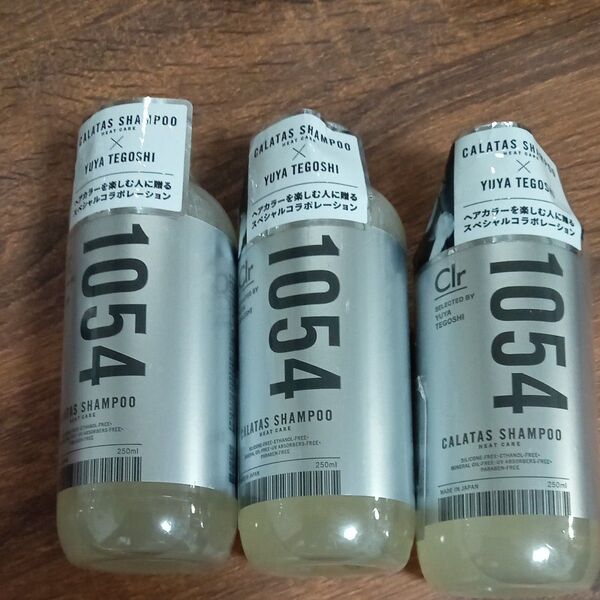 CALATAS SHAMPOO
HEAT CARE
×
YUYA TEGOSHI
ヘアカラーを楽しむ人に贈る
スペシャルコラボレーション
1054
CALATAS SHAMPOO
HEAT CARE
250ml
CALATAS SHAMPOO
HEAT CARE
×
YUYA TEGOSHI
ヘアカラーを楽しむ人に贈る
スペシャルコラボレーション
1054
CALATAS SHAMPOO
HEAT CARE
•SILICONE-FREE•ETHANOL-FREE•
MINERAL OIL-FREE•UV ABSORBERS-FREE•
PARABEN-FREE•
250ml
CALATAS SHAMPOO
HEAT CARE
×
YUYA TEGOSHI
ヘアカラーを楽しむ人に贈る
スペシャルコラボレーション
Clr
SELECTED BY
YUYA
TEGOSHI
1054
CALATAS SHAMPOO
HEAT CARE
•SILICONE-FREE•ETHANOL-FREE•
MINERAL OIL-FREE•UV ABSORBERS-FREE•
PARABEN-FREE
MADE IN JAPAN
250ml